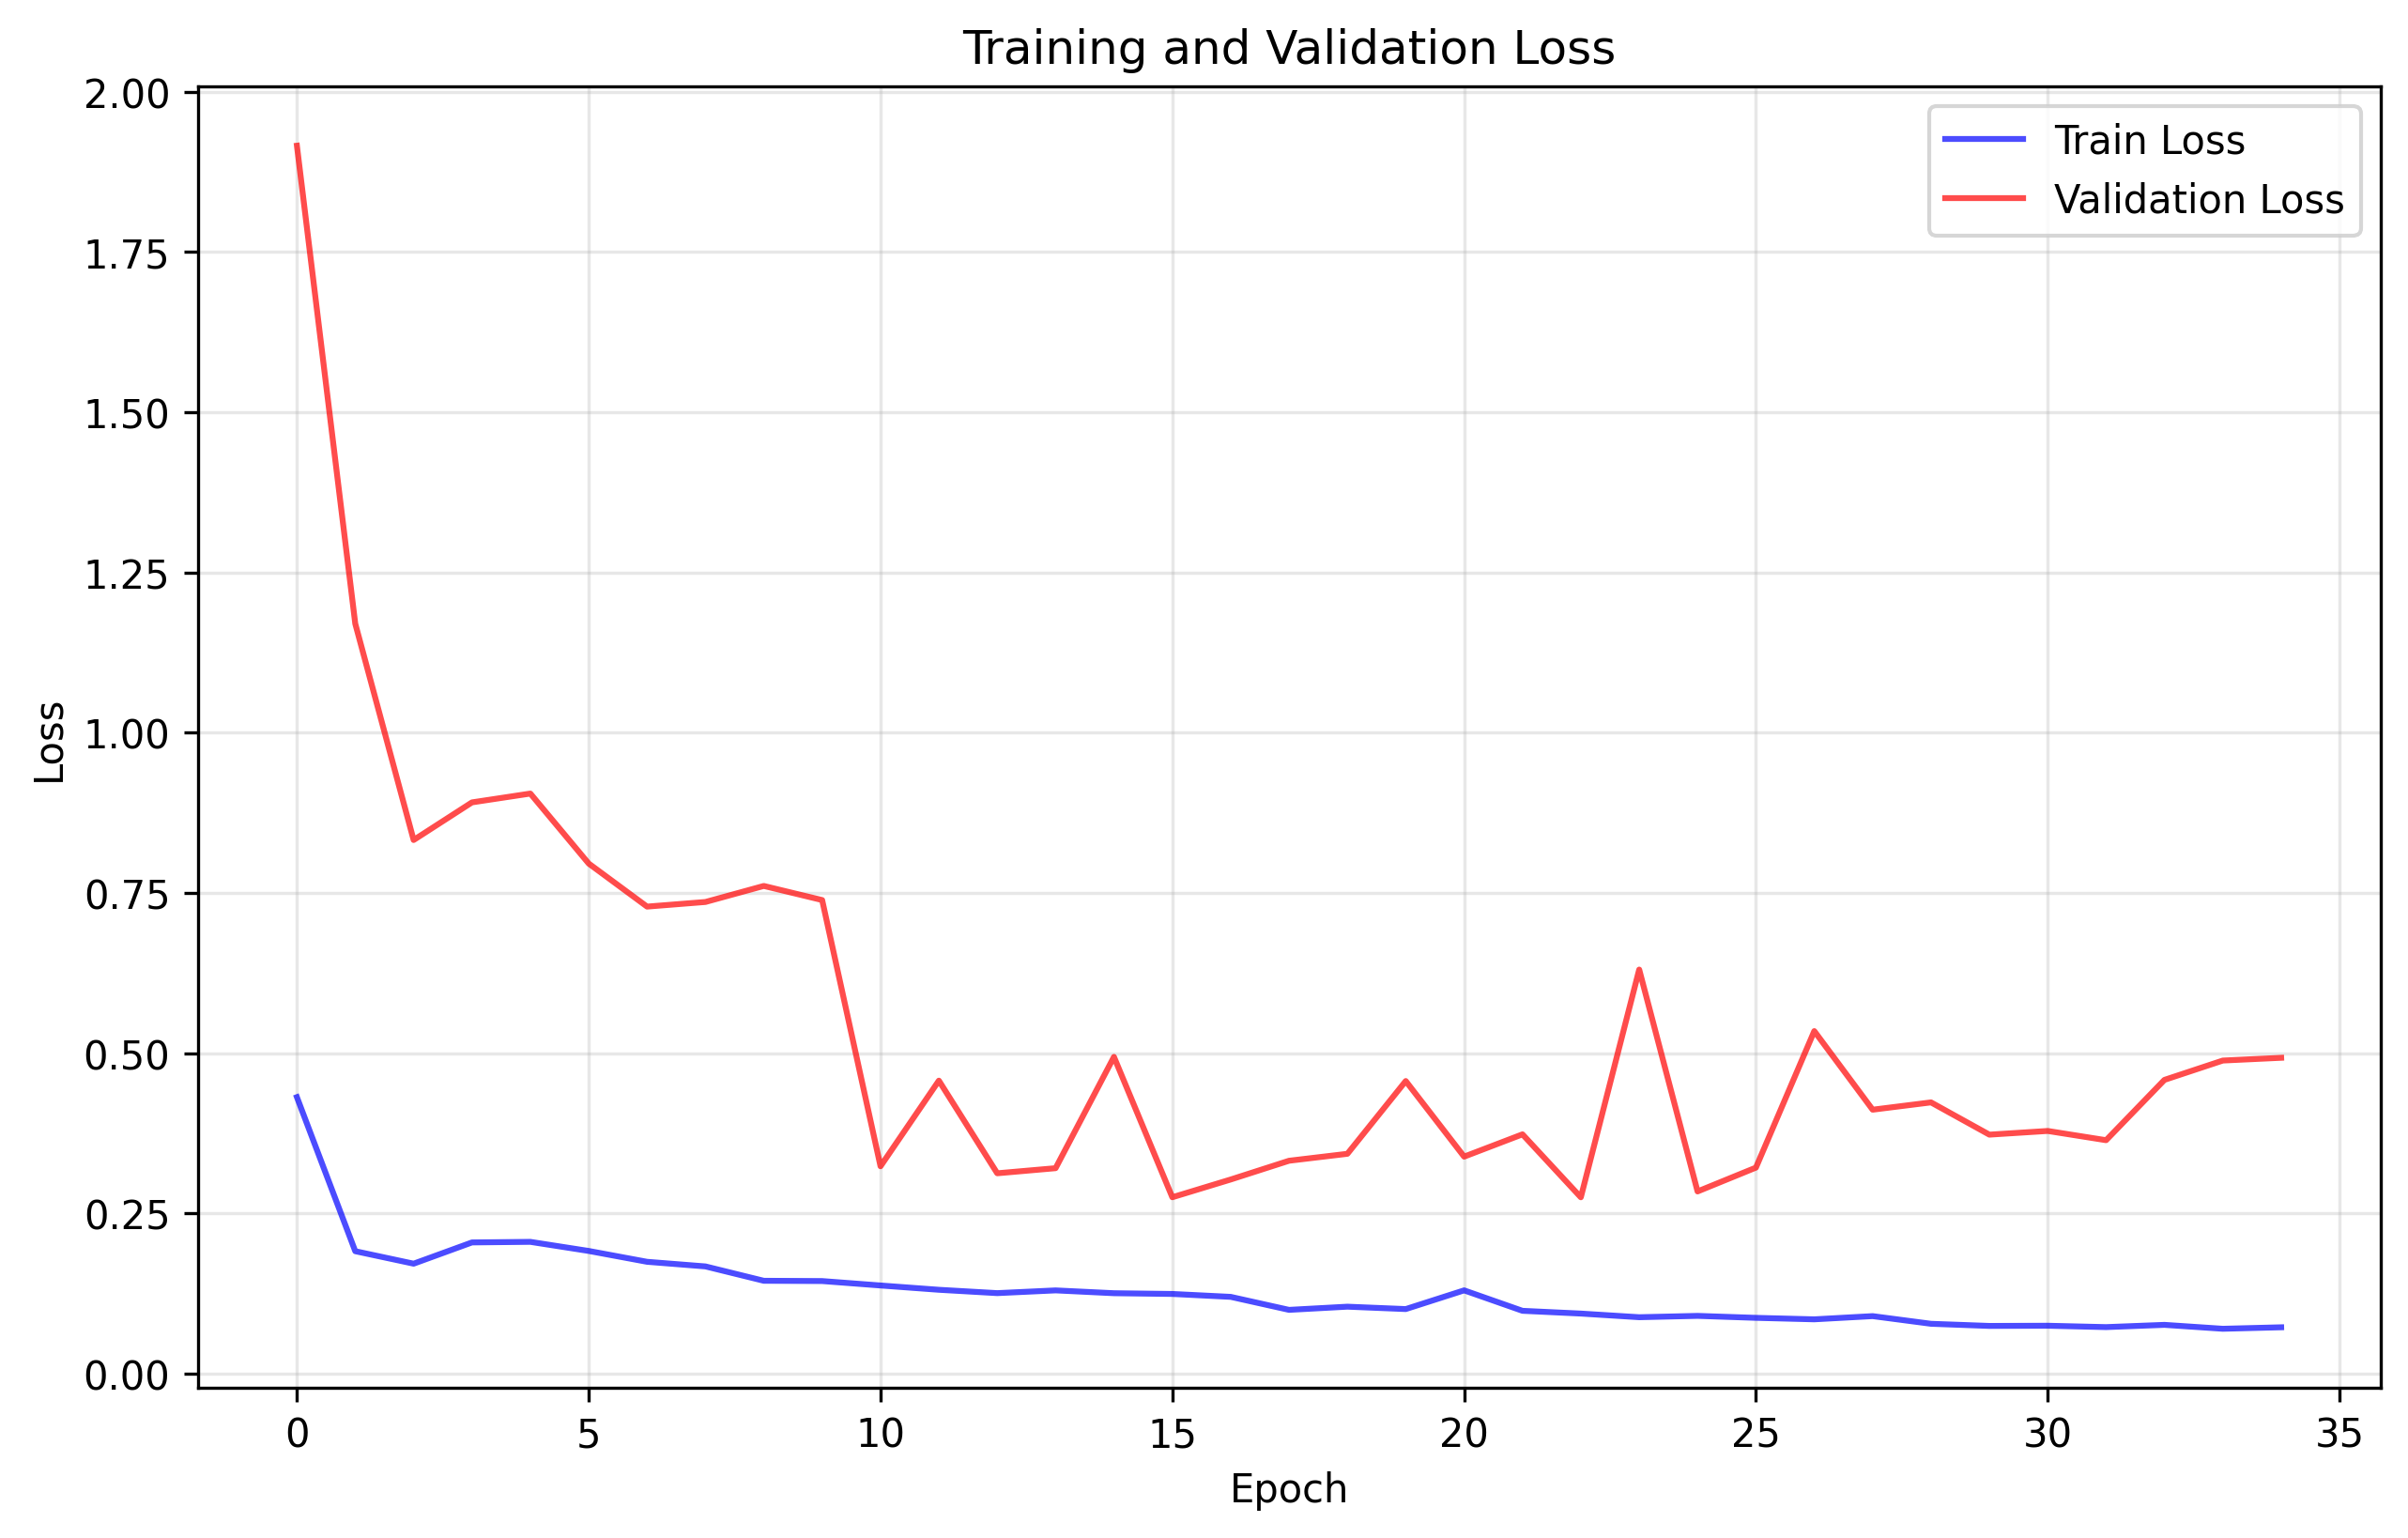 Training and Validation Loss
Train Loss
Validation Loss
2.00
1.75
1.50
1.25
1.00
0.75
0.50
0.25
0.00
Loss
0 5 10 15 20 25 30 35
Epoch